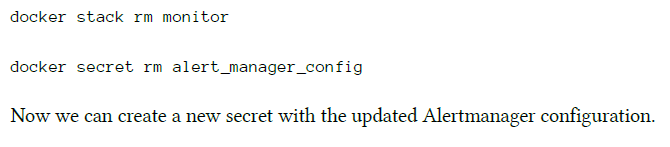 docker stack rm monitor
docker secret rm alert_manager_config
Now we can create a new secret with the updated Alertmanager configuration.